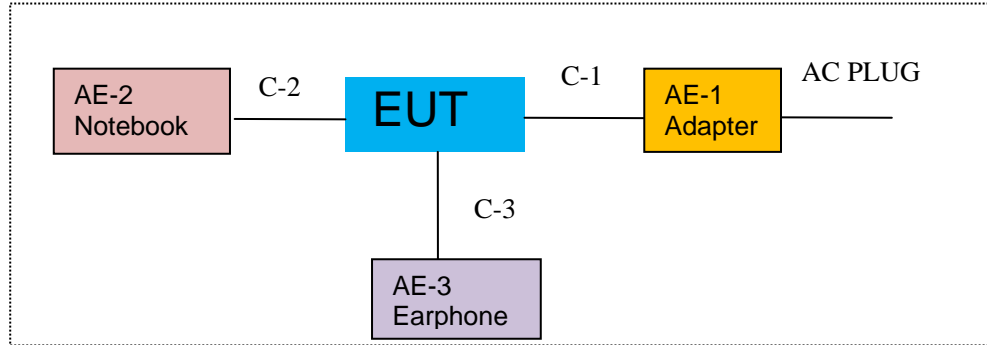 AE-2
Notebook
C-2
EUT
C-1
AE-1
Adapter
AC PLUG
C-3
AE-3
Earphone